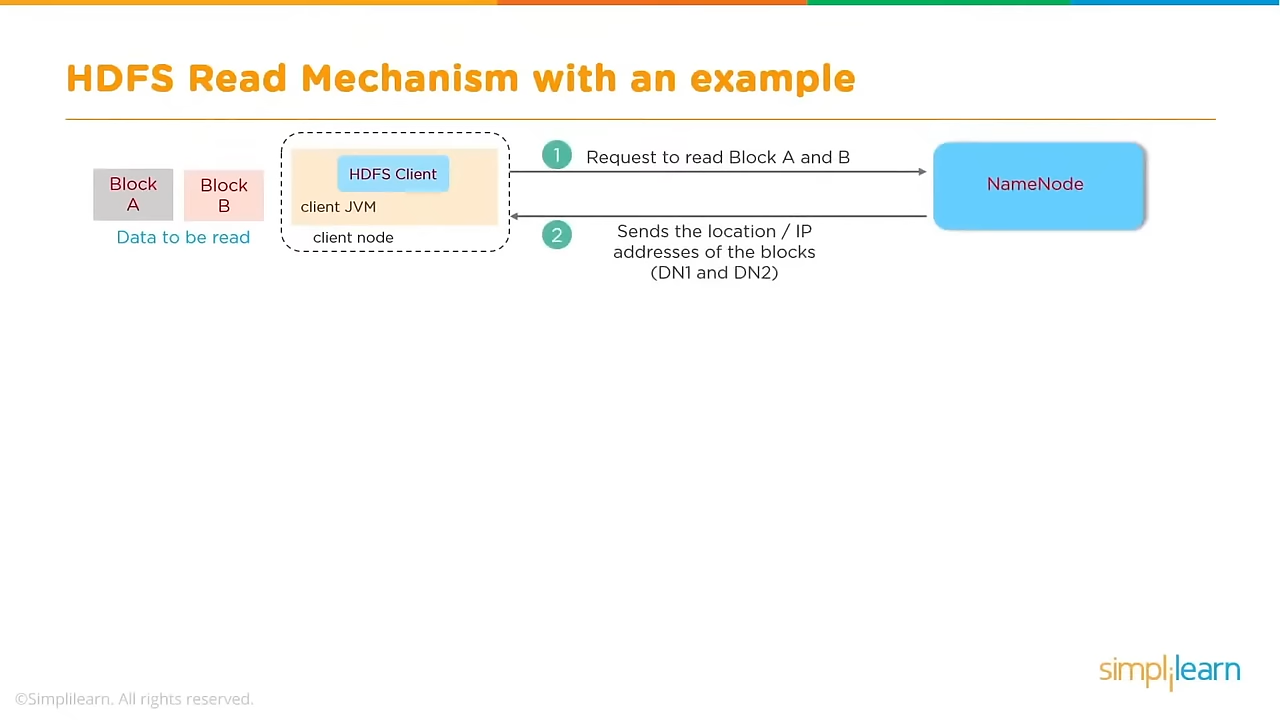 HDFS Read Mechanism with an example
Block
A
Block
B
Data to be read
HDFS Client
client JVM
client node
1
Request to read Block A and B
2
Sends the location / IP
addresses of the blocks
(DN1 and DN2)
NameNode
simplilearn
©Simplilearn. All rights reserved.